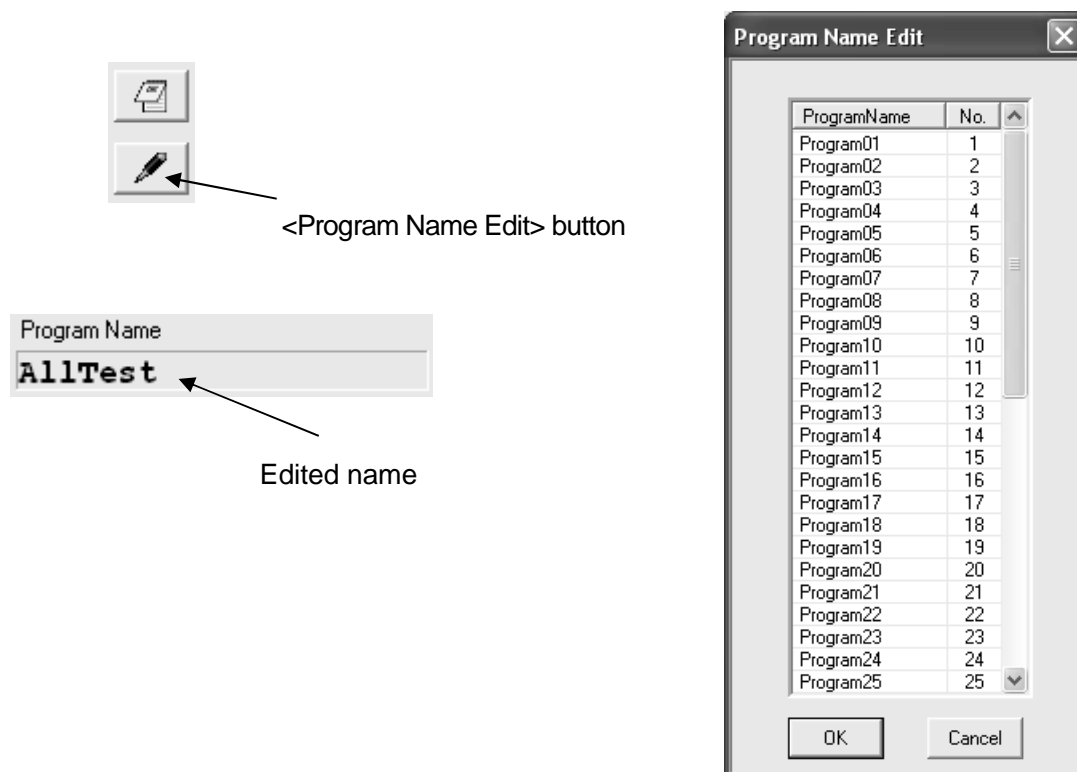 <Program Name Edit> button
Program Name
AllTest
Edited name
Program Name Edit
ProgramName No.
Program01 1
Program02 2
Program03 3
Program04 4
Program05 5
Program06 6
Program07 7
Program08 8
Program09 9
Program10 10
Program11 11
Program12 12
Program13 13
Program14 14
Program15 15
Program16 16
Program17 17
Program18 18
Program19 19
Program20 20
Program21 21
Program22 22
Program23 23
Program24 24
Program25 25
OK Cancel